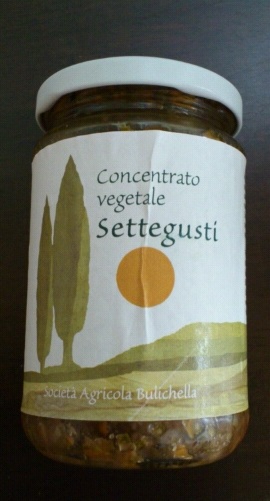 Concentrato
vegetale
Settegusti
Società Agricola Bulichella